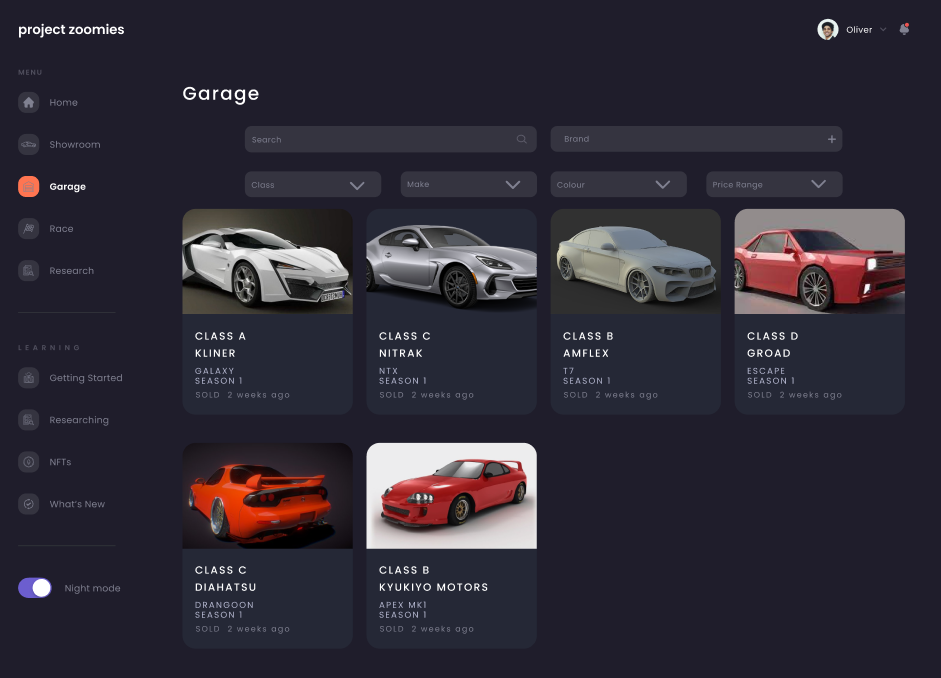 project zoomies
Oliver
MENU
Home
Showroom
Garage
Race
Research
LEARNING
Getting Started
Researching
NFTs
What's New
Night mode
Garage
Search
Brand
Class
Make
Colour
Price Range
CLASS A
KLINER
GALAXY
SEASON 1
SOLD 2 weeks ago
CLASS C
NITRAK
NTX
SEASON 1
SOLD 2 weeks ago
CLASS B
AMFLEX
T7
SEASON 1
SOLD 2 weeks ago
CLASS D
GROAD
ESCAPE
SEASON 1
SOLD 2 weeks ago
CLASS C
DIAHATSU
DRANGOON
SEASON 1
SOLD 2 weeks ago
CLASS B
KYUKIYO MOTORS
APEX MK1
SEASON 1
SOLD 2 weeks ago